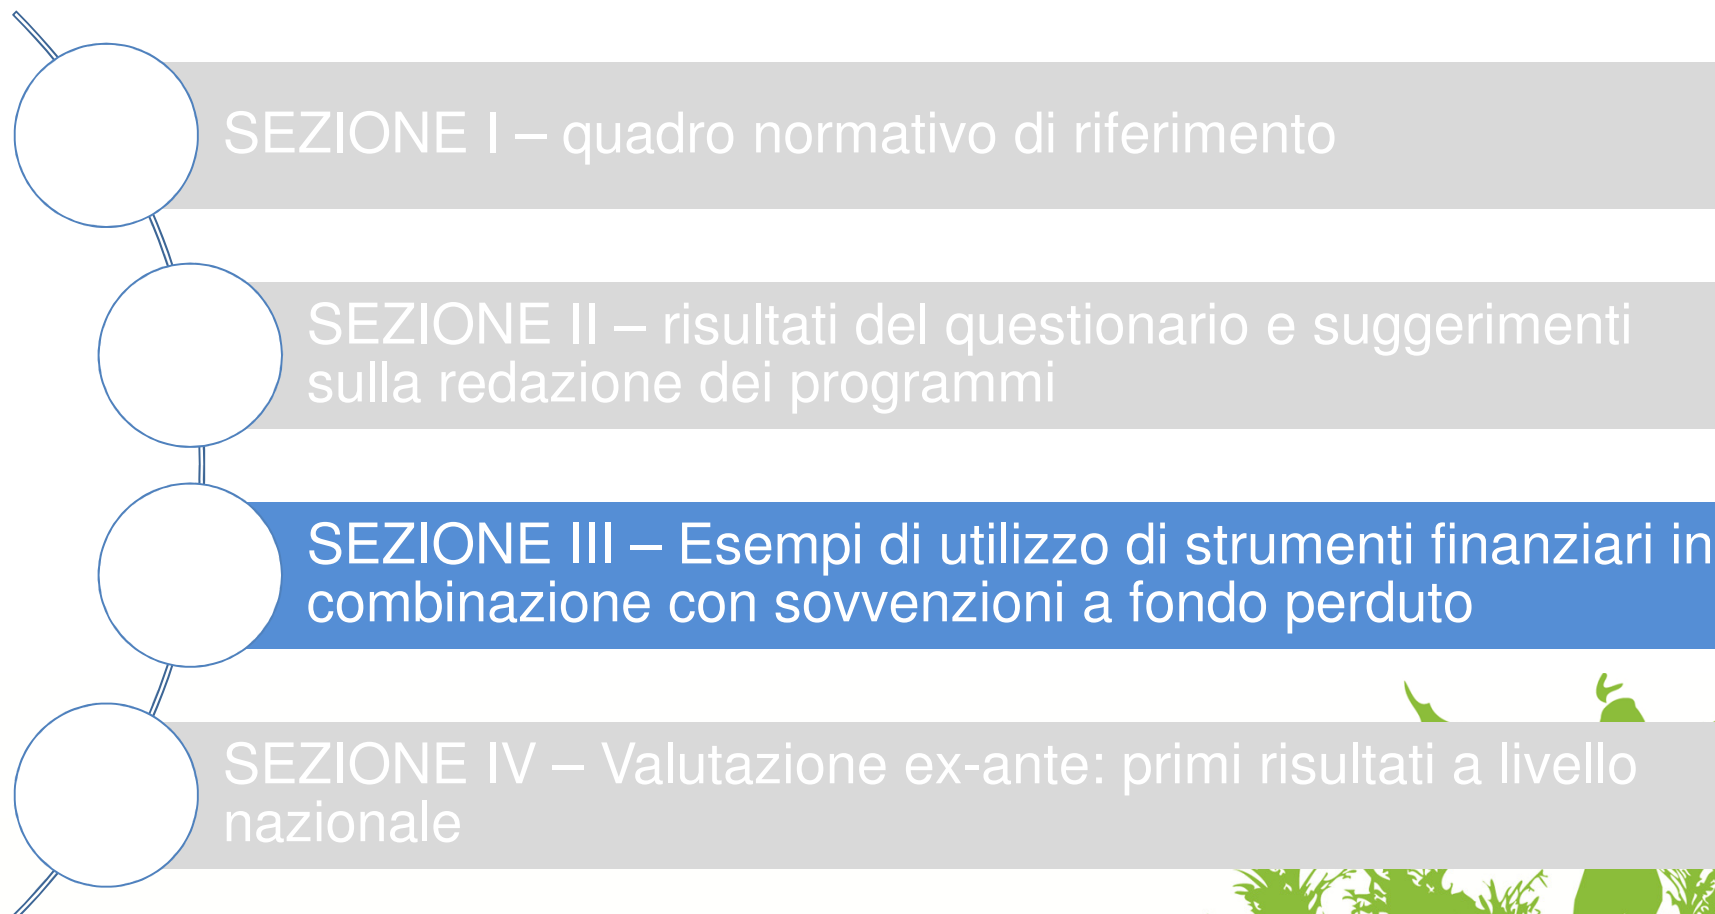 SEZIONE I – quadro normativo di riferimento
SEZIONE II – risultati del questionario e suggerimenti
sulla redazione dei programmi
SEZIONE III – Esempi di utilizzo di strumenti finanziari in
combinazione con sovvenzioni a fondo perduto
SEZIONE IV – Valutazione ex-ante: primi risultati a livello
nazionale